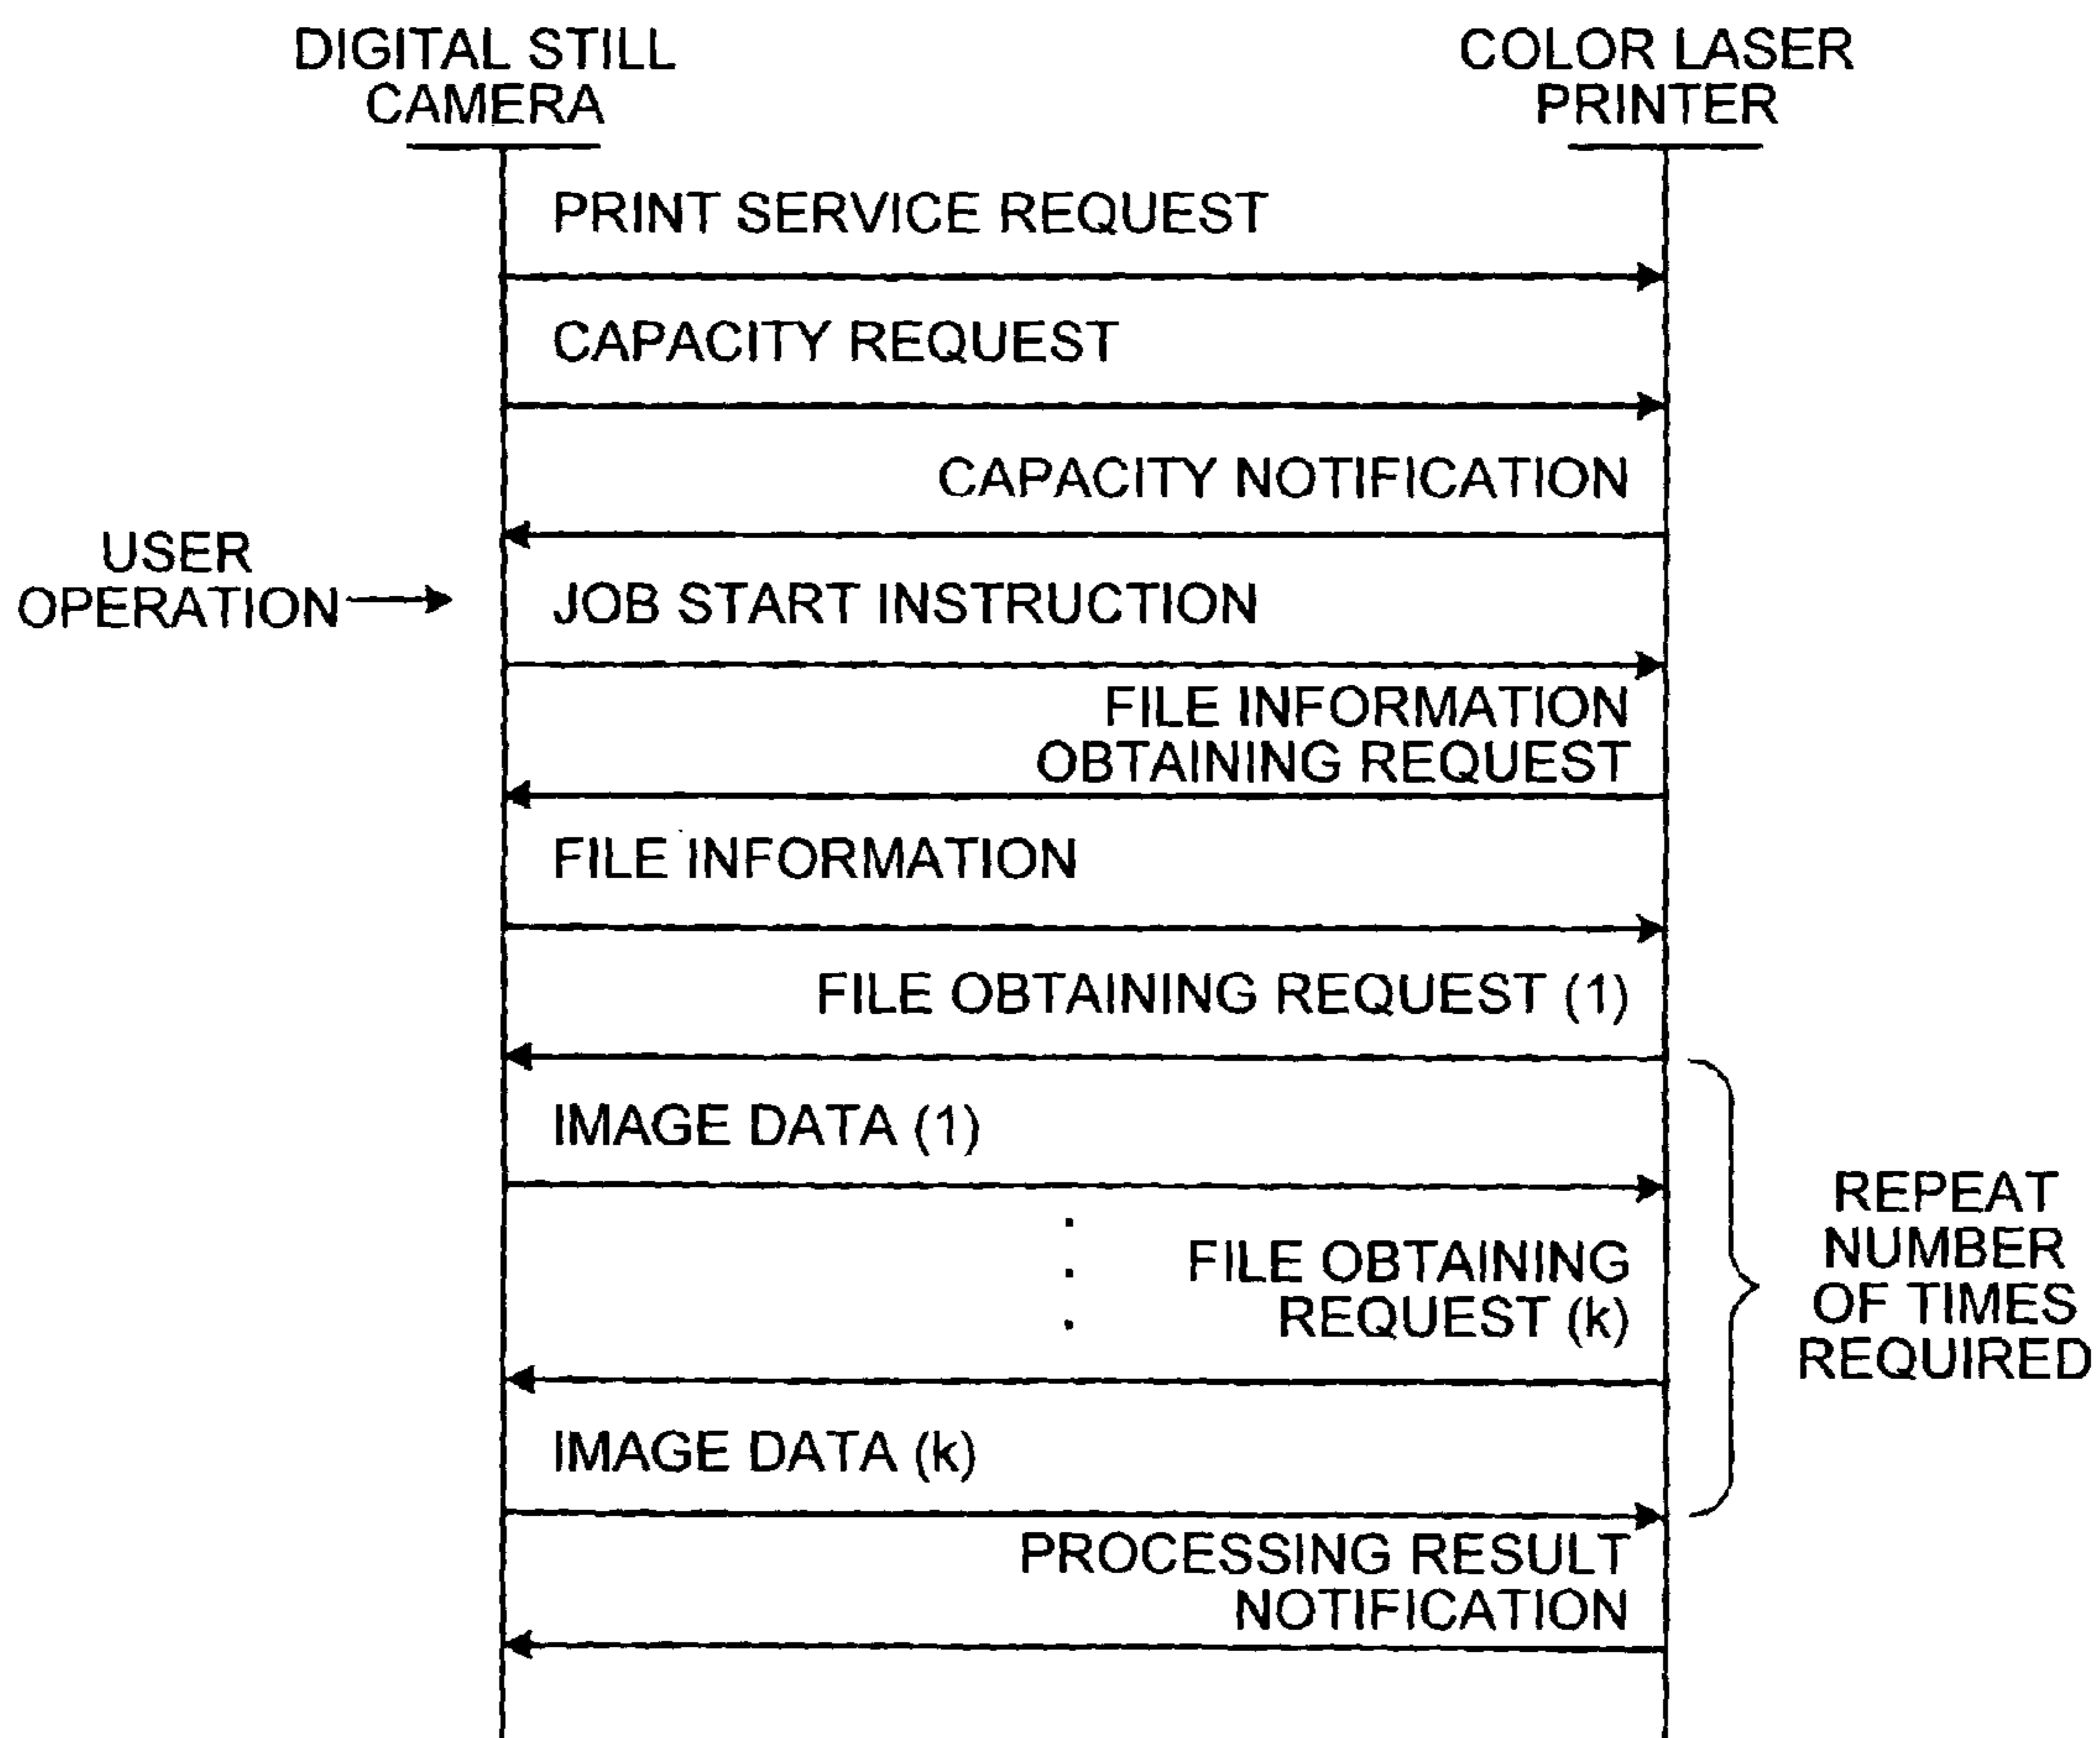 DIGITAL STILL
CAMERA
COLOR LASER
PRINTER
PRINT SERVICE REQUEST
CAPACITY REQUEST
CAPACITY NOTIFICATION
USER
OPERATION
JOB START INSTRUCTION
FILE INFORMATION
OBTAINING REQUEST
FILE INFORMATION
FILE OBTAINING REQUEST (1)
IMAGE DATA (1)
FILE OBTAINING
REQUEST (k)
REPEAT
NUMBER
OF TIMES
REQUIRED
IMAGE DATA (k)
PROCESSING RESULT
NOTIFICATION